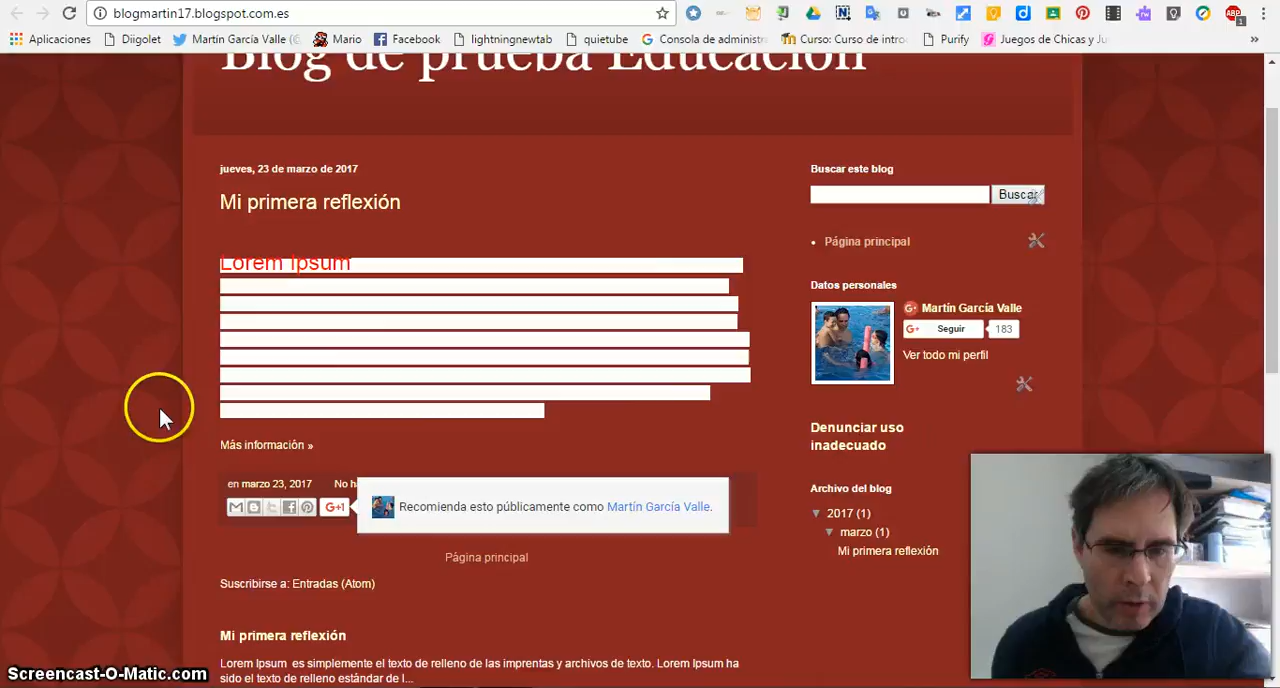 blogmartin17.blogspot.com.es
Aplicaciones
Diigolet
Martin García Valle (@
Mario
Facebook
lightningnewtab
quietube
Consola de administr
Curso: Curso de intro
Purify
Juegos de Chicas y Ju
»
Blog de prueba Educación
jueves, 23 de marzo de 2017
Mi primera reflexión
Lorem Ipsum
Más información »
en marzo 23, 2017 No h
G+1
Recomienda esto públicamente como Martín García Valle.
Página principal
Suscribirse a: Entradas (Atom)
Mi primera reflexión
Lorem Ipsum es simplemente el texto de relleno de las imprentas y archivos de texto. Lorem Ipsum ha
sido el texto de relleno estándar de l...
Buscar este blog
Buscar
Página principal
Datos personales
Martín García Valle
G+ Seguir 183
Ver todo mi perfil
Denunciar uso
inadecuado
Archivo del blog
▼ 2017 (1)
▼ marzo (1)
Mi primera reflexión
Screencast-O-Matic.com